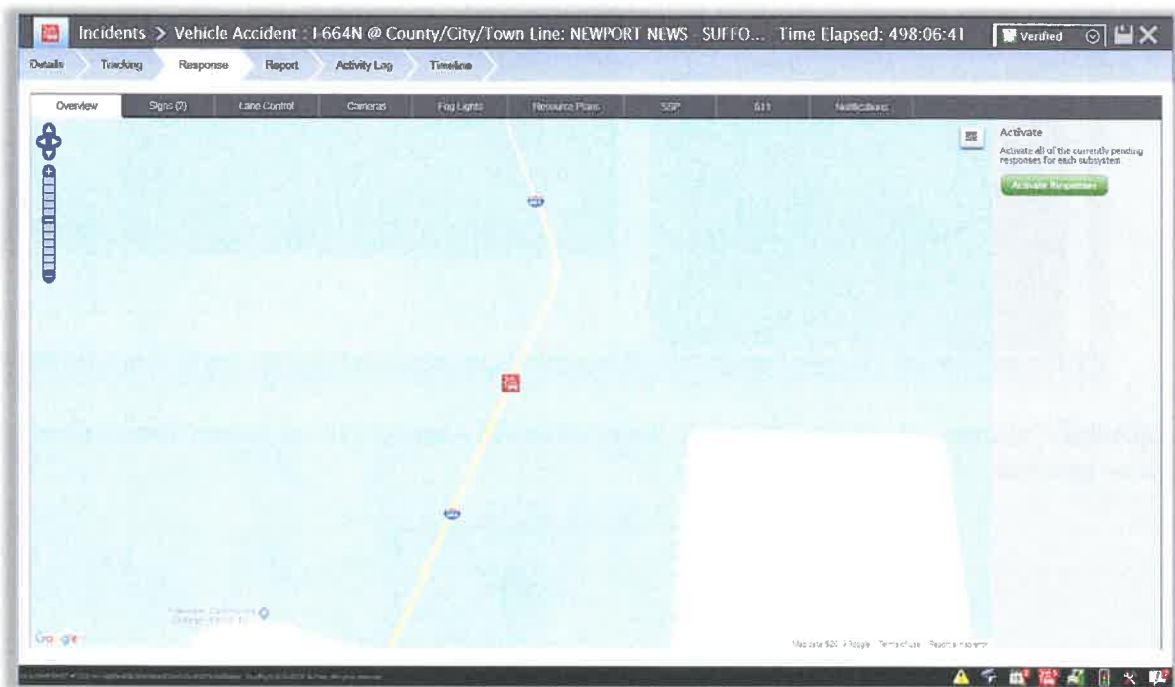 Incidents > Vehicle Accident : I-664N @ County/City/Town Line: NEWPORT NEWS - SUFFO... Time Elapsed: 498:06:41 Verified
Details Tracking Response Report Activity Log Timeline
Overview Signs (2) Lane Control Cameras Fog Lights Resource Plans SSP 511 Notifications
Activate
Activate all of the currently pending
responses for each subsystem
Activate Responses
664
664
Google
Terms of Use